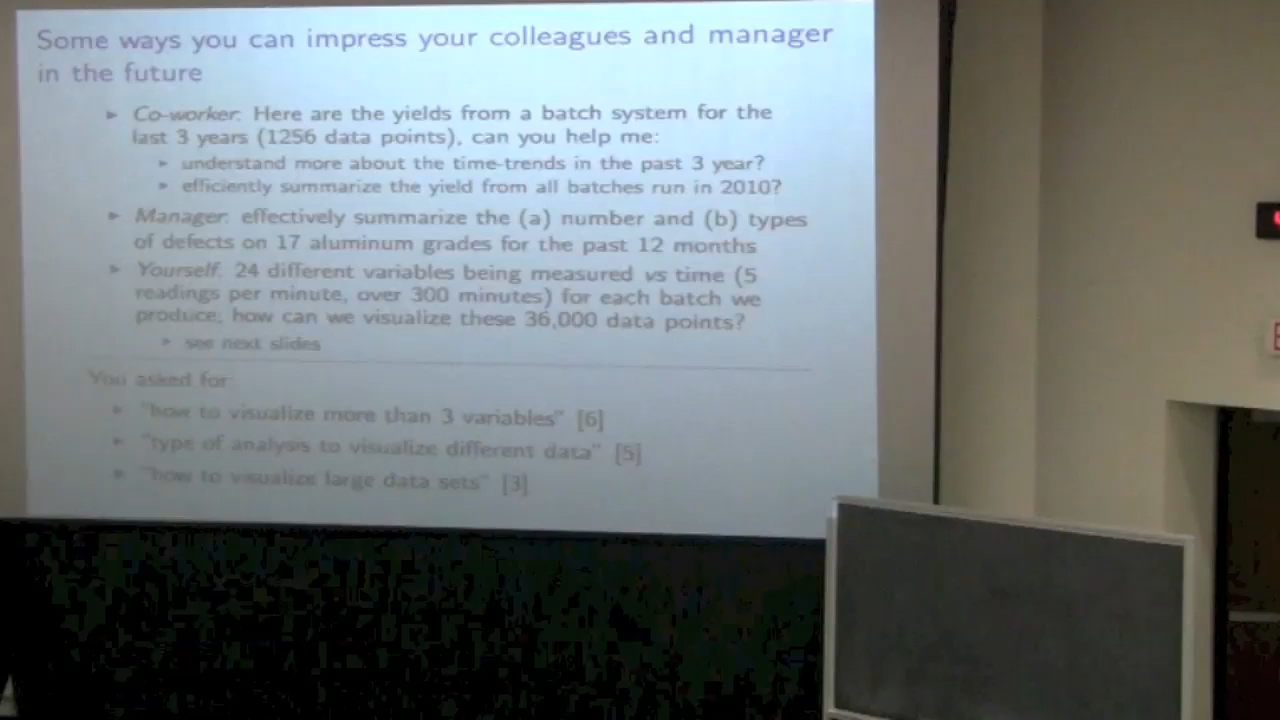 Some ways you can impress your colleagues and manager
in the future
Co-worker: Here are the yields from a batch system for the
last 3 years (1256 data points), can you help me:
understand more about the time-trends in the past 3 year?
efficiently summarize the yield from all batches run in 2010?
Manager: effectively summarize the (a) number and (b) types
of defects on 17 aluminum grades for the past 12 months
Yourself: 24 different variables being measured vs time (5
readings per minute, over 300 minutes) for each batch we
produce; how can we visualize these 36,000 data points?
see next slides
You asked for:
"how to visualize more than 3 variables" [6]
"type of analysis to visualize different data" [5]
"how to visualize large data sets" [3]